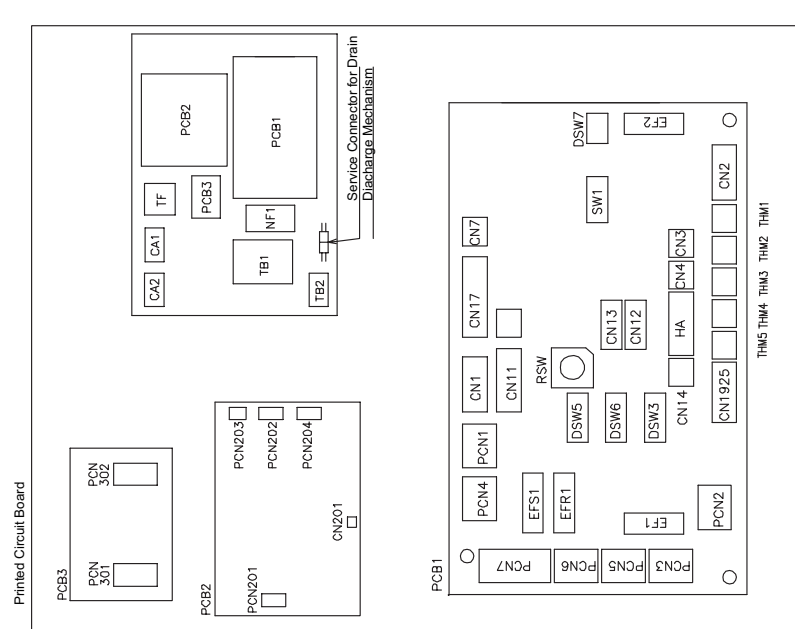 Printed Circuit Board
PCB3
PCN
301
PCN
302
PCB2
PCN201
CN201
PCN203
PCN202
PCN204
CA2
CA1
TF
PCB2
PCB3
PCB1
NF1
TB1
TB2
Service Connector for Drain
Diacharge Mechanism
PCB1
PCN7
PCN6
PCN5
PCN3
PCN4
PCN1
EFS1
EFR1
EF1
PCN2
CN1
CN11
CN17
CN7
RSW
DSW5
DSW6
DSW3
CN13
CN12
CN14
HA
CN4
CN3
SW1
DSW7
EF2
CN1925
CN2
THM5
THM4
THM3
THM2
THM1